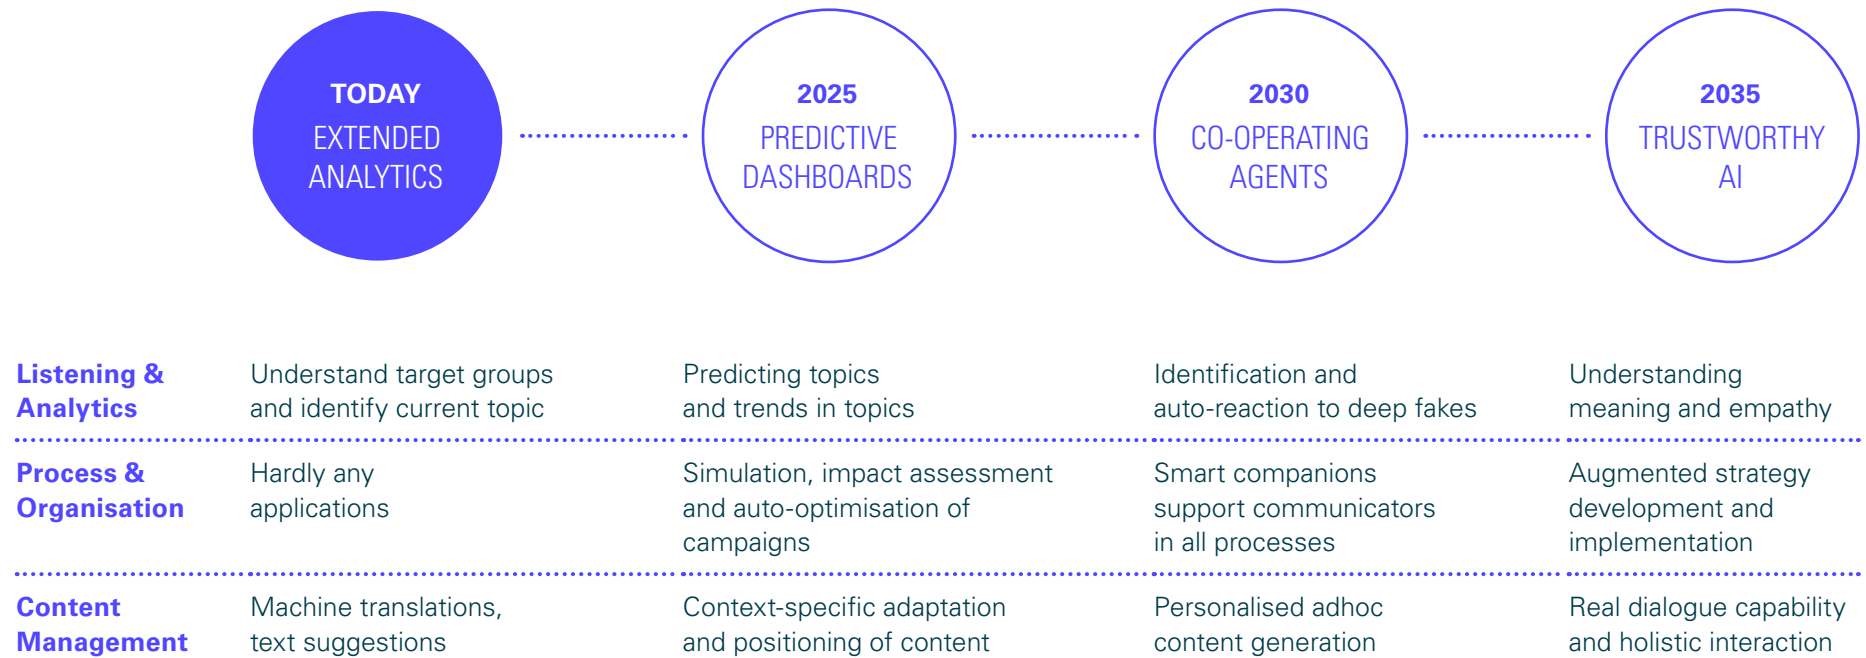 TODAY
EXTENDED
ANALYTICS
2025
PREDICTIVE
DASHBOARDS
2030
CO-OPERATING
AGENTS
2035
TRUSTWORTHY
AI
Listening &
Analytics
Understand target groups
and identify current topic
Predicting topics
and trends in topics
Identification and
auto-reaction to deep fakes
Understanding
meaning and empathy
Process &
Organisation
Hardly any
applications
Simulation, impact assessment
and auto-optimisation of
campaigns
Smart companions
support communicators
in all processes
Augmented strategy
development and
implementation
Content
Management
Machine translations,
text suggestions
Context-specific adaptation
and positioning of content
Personalised adhoc
content generation
Real dialogue capability
and holistic interaction